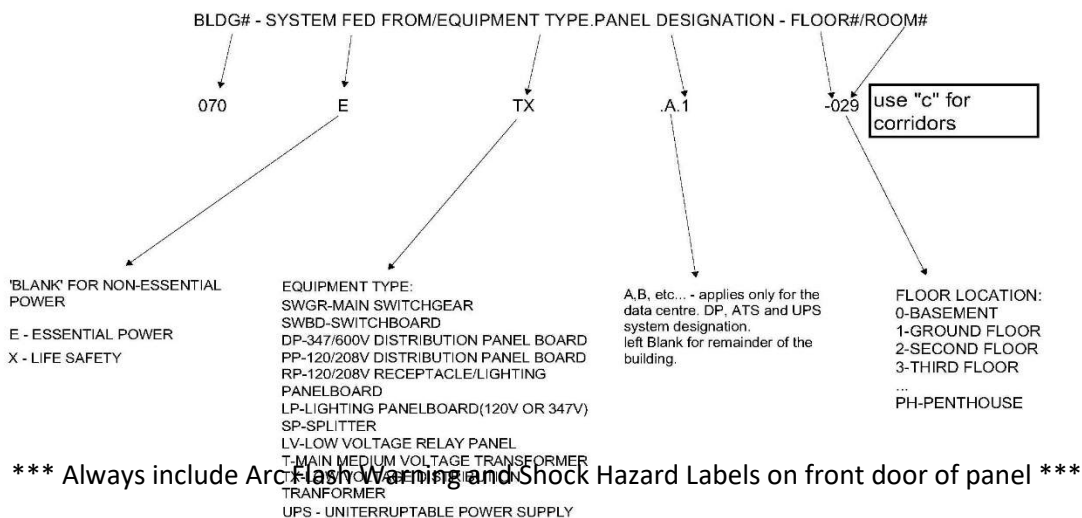 BLDG# - SYSTEM FED FROM/EQUIPMENT TYPE.PANEL DESIGNATION - FLOOR#/ROOM#
070 E TX .A.1 -029
use "c" for
corridors
'BLANK' FOR NON-ESSENTIAL
POWER
E - ESSENTIAL POWER
X - LIFE SAFETY
EQUIPMENT TYPE:
SWGR-MAIN SWITCHGEAR
SWBD-SWITCHBOARD
DP-347/600V DISTRIBUTION PANEL BOARD
PP-120/208V DISTRIBUTION PANEL BOARD
RP-120/208V RECEPTACLE/LIGHTING
PANELBOARD
LP-LIGHTING PANELBOARD(120V OR 347V)
SP-SPLITTER
LV-LOW VOLTAGE RELAY PANEL
T-MAIN MEDIUM VOLTAGE TRANSFORMER
TX-LOW VOLTAGE DISTRIBUTION
TRANFORMER
UPS - UNITERRUPTABLE POWER SUPPLY
A,B, etc... - applies only for the
data centre. DP, ATS and UPS
system designation.
left Blank for remainder of the
building.
FLOOR LOCATION:
0-BASEMENT
1-GROUND FLOOR
2-SECOND FLOOR
3-THIRD FLOOR
...
PH-PENTHOUSE
*** Always include Arc Flash Warning and Shock Hazard Labels on front door of panel ***